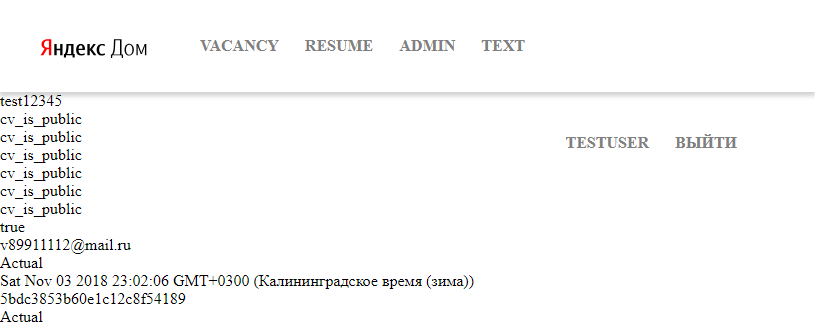 Яндекс Дом VACANCY RESUME ADMIN TEXT
test12345
cv_is_public
cv_is_public
TESTUSER ВЫЙТИ
cv_is_public
cv_is_public
cv_is_public
cv_is_public
true
v89911112@mail.ru
Actual
Sat Nov 03 2018 23:02:06 GMT+0300 (Калининградское время (зима))
5bdc3853b60e1c12c8f54189
Actual